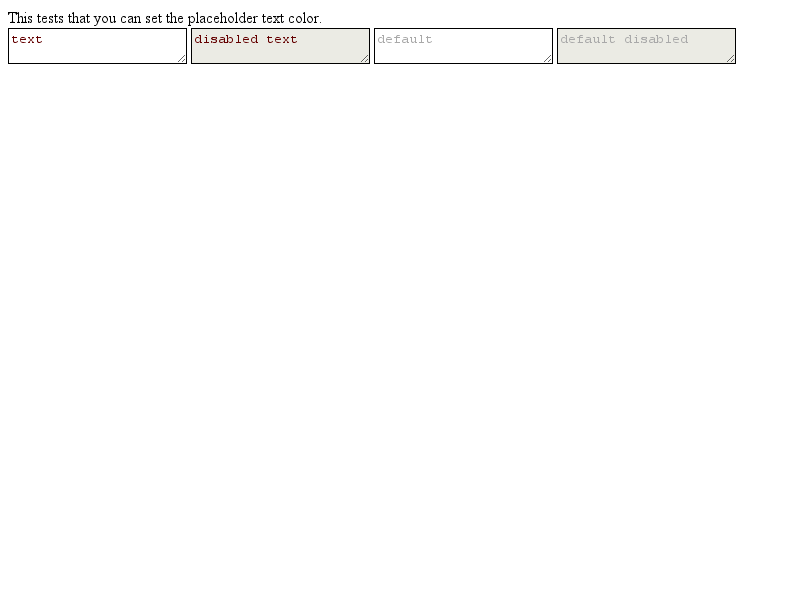 This tests that you can set the placeholder text color.
text disabled text default default disabled